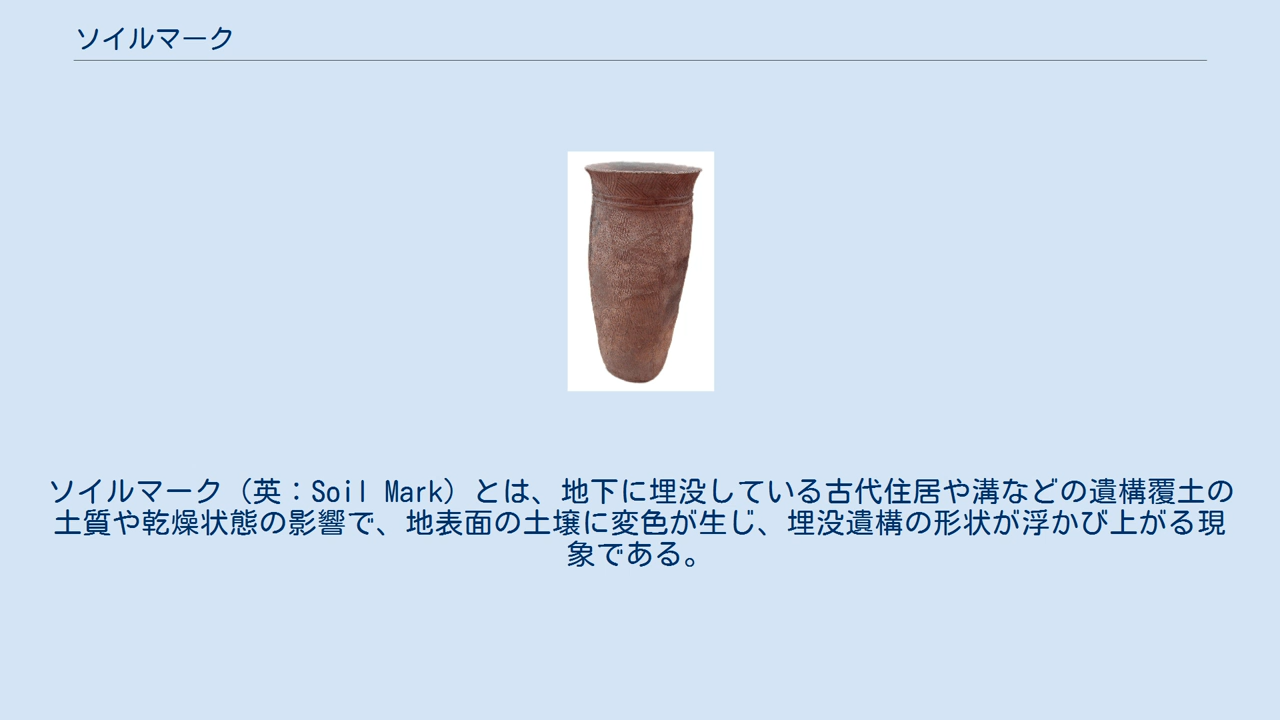 ソイルマーク
ソイルマーク（英：Soil Mark）とは、地下に埋没している古代住居や溝などの遺構覆土の
土質や乾燥状態の影響で、地表面の土壌に変色が生じ、埋没遺構の形状が浮かび上がる現
象である。